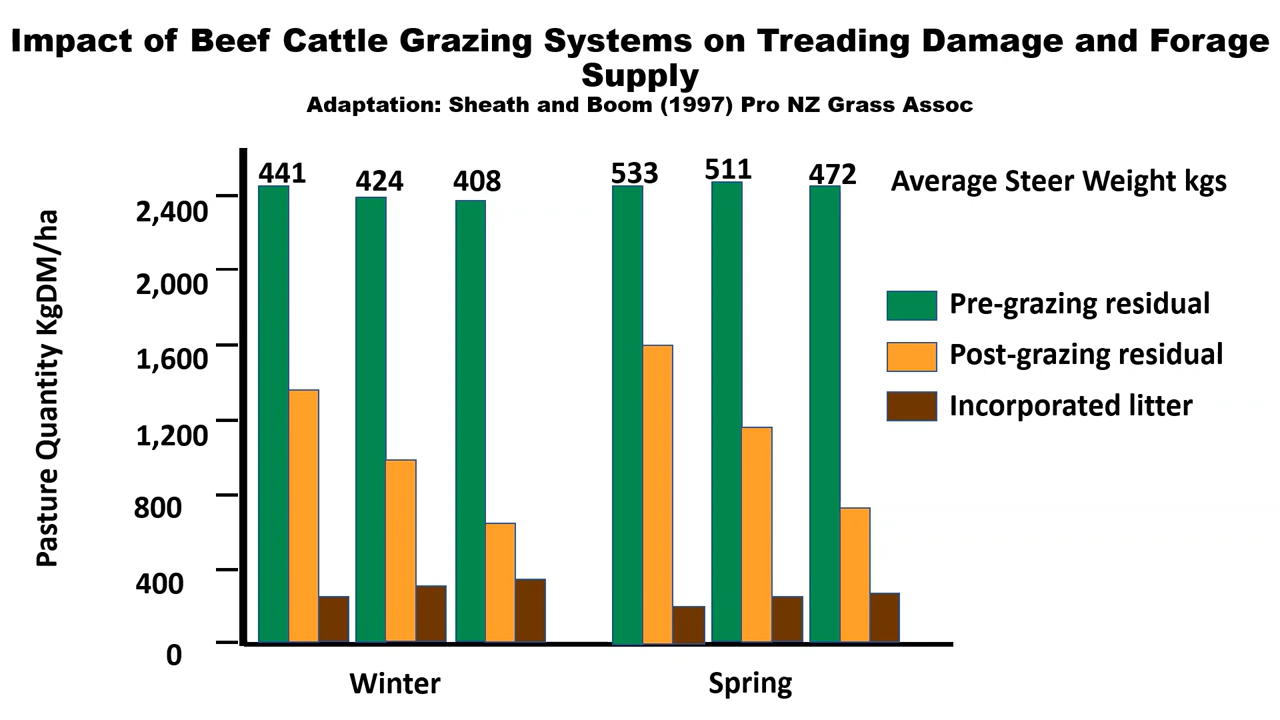 Impact of Beef Cattle Grazing Systems on Treading Damage and Forage
Supply
Adaptation: Sheath and Boom (1997) Pro NZ Grass Assoc
441
424
408
533
511
472
Average Steer Weight kgs
Pasture Quantity KgDM/ha
2,400
2,000
1,600
1,200
800
400
0
Pre-grazing residual
Post-grazing residual
Incorporated litter
Winter
Spring